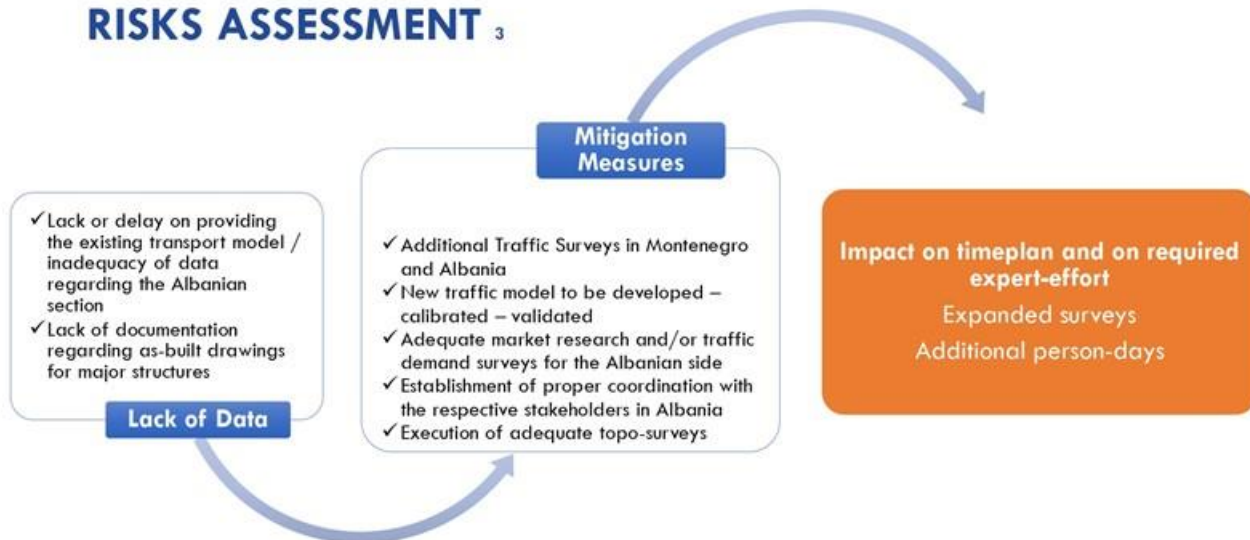 RISKS ASSESSMENT 3
✓Lack or delay on providing
the existing transport model /
inadequacy of data
regarding the Albanian
section
✓Lack of documentation
regarding as-built drawings
for major structures
Lack of Data
Mitigation
Measures
✓Additional Traffic Surveys in Montenegro
and Albania
✓New traffic model to be developed –
calibrated – validated
✓Adequate market research and/or traffic
demand surveys for the Albanian side
✓Establishment of proper coordination with
the respective stakeholders in Albania
✓Execution of adequate topo-surveys
Impact on timeplan and on required
expert-effort
Expanded surveys
Additional person-days